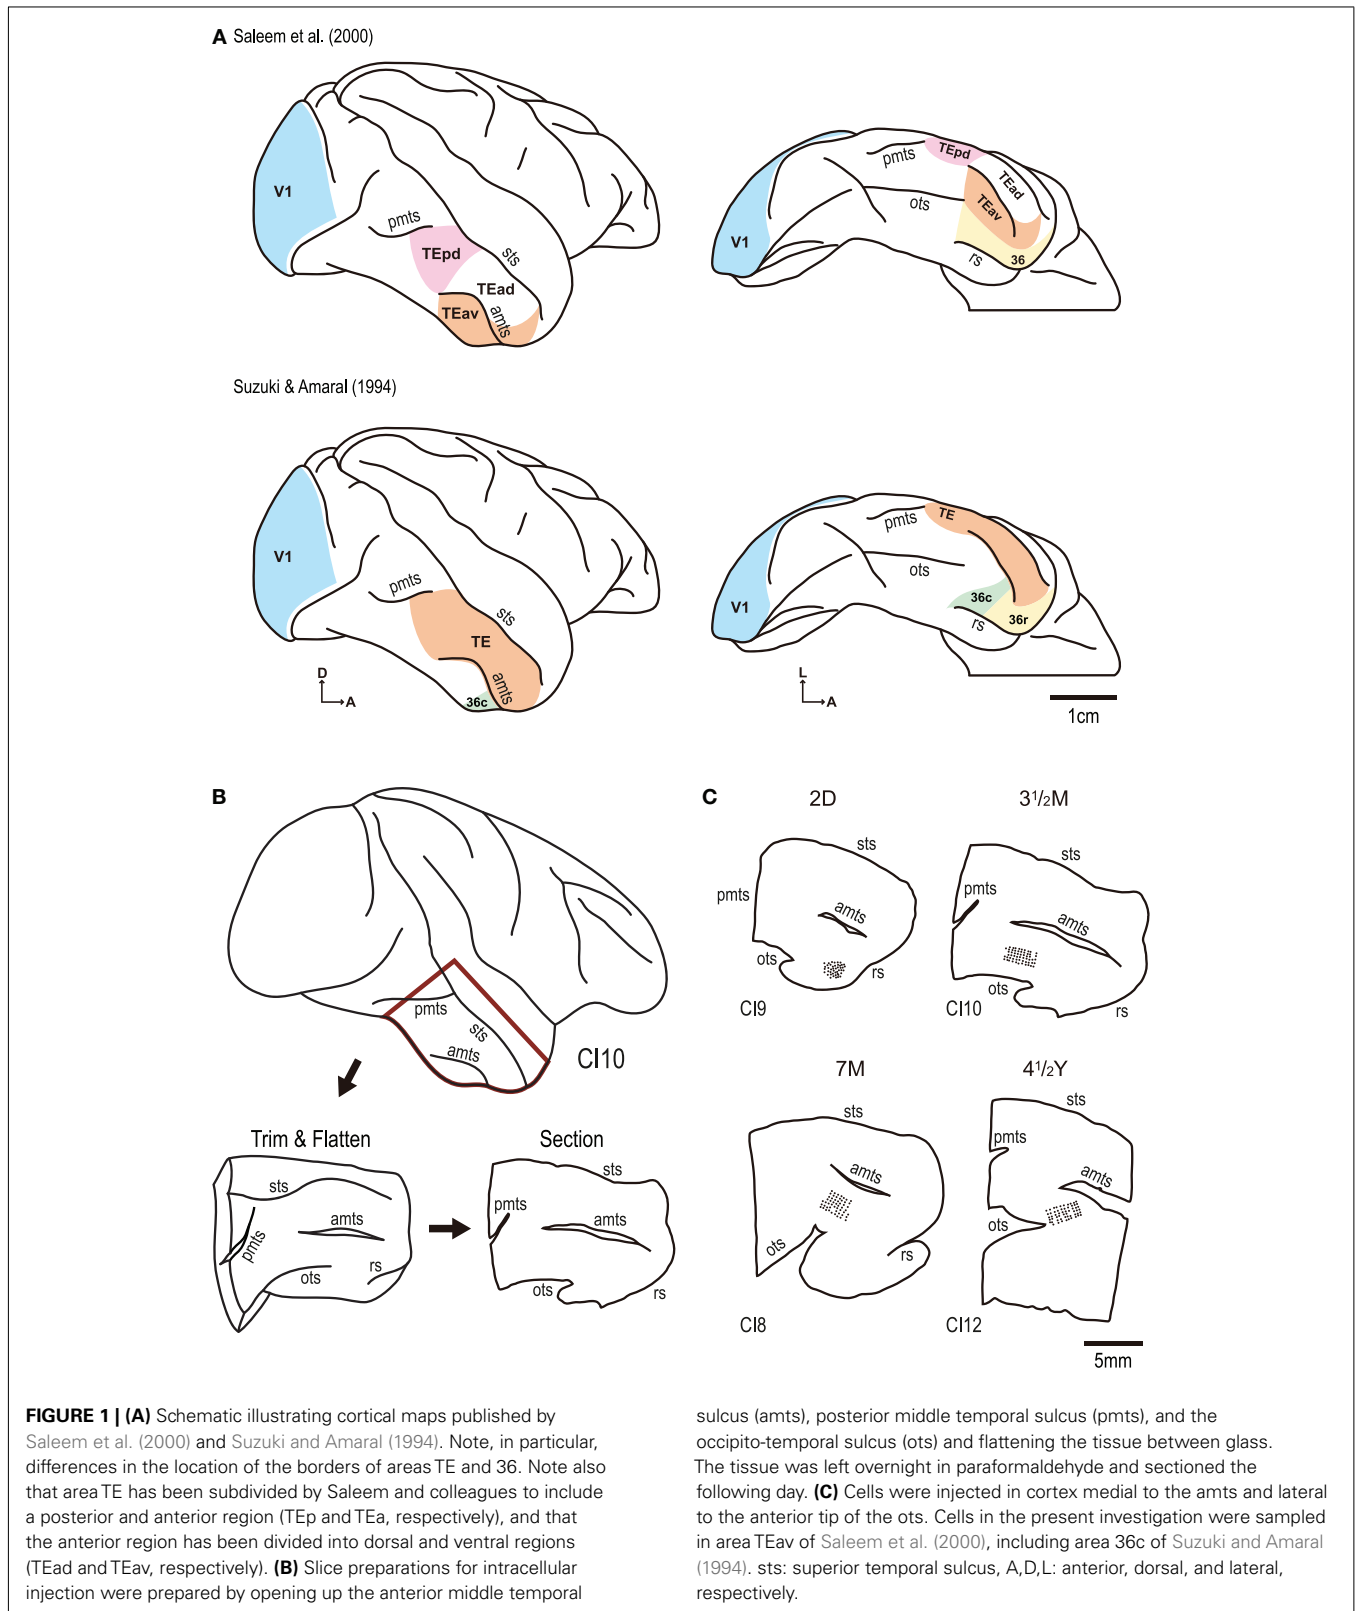 A Saleem et al. (2000)
V1
pmts
TEpd
sts
TEad
TEav
amts
V1
pmts
TEpd
TEad
ots
TEav
rs
36
Suzuki & Amaral (1994)
V1
pmts
sts
TE
amts
36c
D
A
V1
pmts
TE
ots
36c
36r
rs
L
A
1cm
B
pmts
sts
amts
CI10
Trim & Flatten
sts
pmts
amts
ots
rs
Section
sts
pmts
amts
ots
rs
C
2D
sts
pmts
amts
ots
rs
CI9
3 1/2M
sts
pmts
amts
ots
rs
CI10
7M
sts
amts
ots
rs
CI8
4 1/2Y
sts
pmts
amts
ots
CI12
5mm
FIGURE 1 | (A) Schematic illustrating cortical maps published by
Saleem et al. (2000) and Suzuki and Amaral (1994). Note, in particular,
differences in the location of the borders of areas TE and 36. Note also
that area TE has been subdivided by Saleem and colleagues to include
a posterior and anterior region (TEp and TEa, respectively), and that
the anterior region has been divided into dorsal and ventral regions
(TEad and TEav, respectively). (B) Slice preparations for intracellular
injection were prepared by opening up the anterior middle temporal
sulcus (amts), posterior middle temporal sulcus (pmts), and the
occipito-temporal sulcus (ots) and flattening the tissue between glass.
The tissue was left overnight in paraformaldehyde and sectioned the
following day. (C) Cells were injected in cortex medial to the amts and lateral
to the anterior tip of the ots. Cells in the present investigation were sampled
in area TEav of Saleem et al. (2000), including area 36c of Suzuki and Amaral
(1994). sts: superior temporal sulcus, A,D,L: anterior, dorsal, and lateral,
respectively.